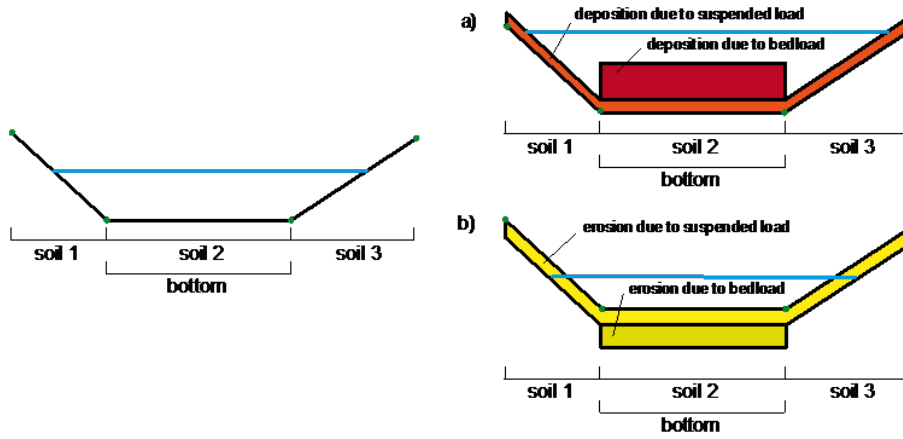 soil 1 soil 2 soil 3
bottom
a)
deposition due to suspended load
deposition due to bedload
soil 1 soil 2 soil 3
bottom
b)
erosion due to suspended load
erosion due to bedload
soil 1 soil 2 soil 3
bottom